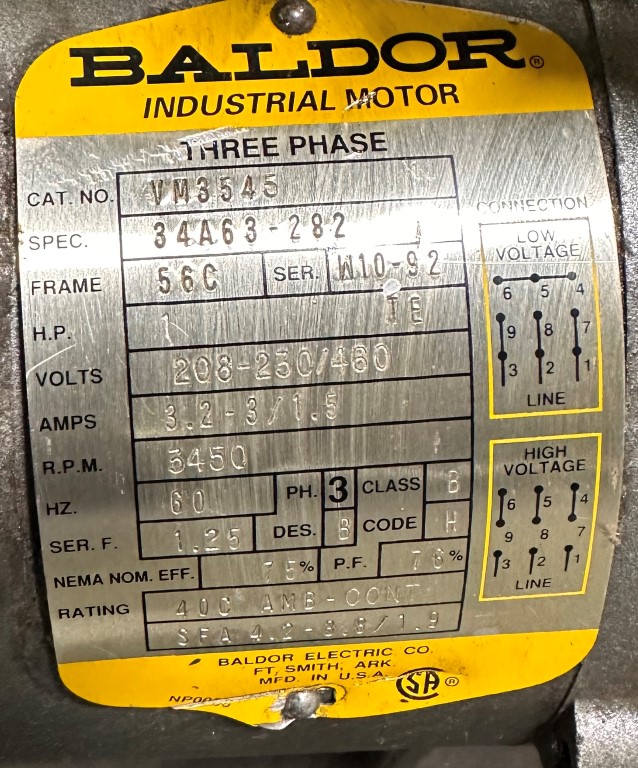 BALDOR®
INDUSTRIAL MOTOR
THREE PHASE
CAT. NO. VM3545
SPEC. 34A63-282
FRAME 56C SER. W10-92
H.P. 1 TE
VOLTS 208-230/460
AMPS 3.2-3/1.5
R.P.M. 3450
HZ. 60 PH. 3 CLASS B
SER. F. 1.25 DES. B CODE H
NEMA NOM. EFF. 75% P.F. 76%
RATING 40C AMB-CONT
SFA 4.2-3.8/1.9
CONNECTION
LOW
VOLTAGE
6 5 4
9 8 7
3 2 1
LINE
HIGH
VOLTAGE
6 5 4
9 8 7
3 2 1
LINE
BALDOR ELECTRIC CO.
FT. SMITH, ARK.
MFD. IN U.S.A.
SA ®